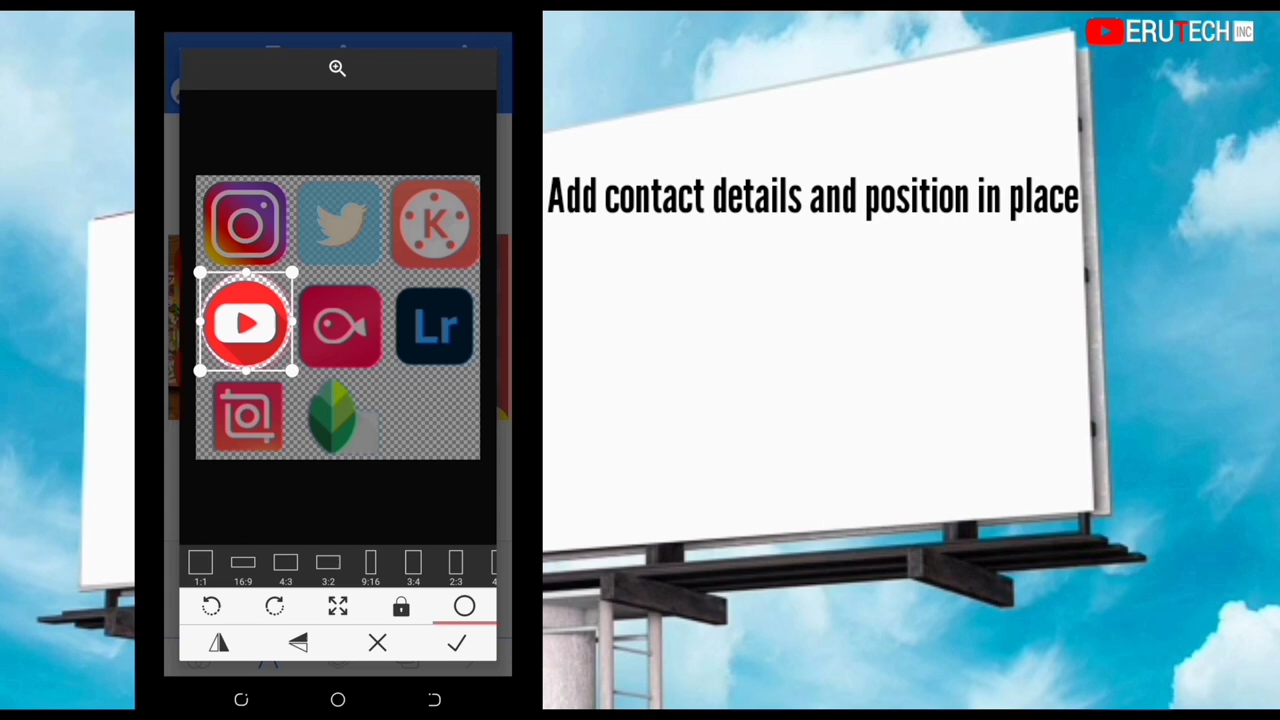 ERUTECH INC
Add contact details and position in place
K
Lr
1:1 16:9 4:3 3:2 9:16 3:4 2:3 4